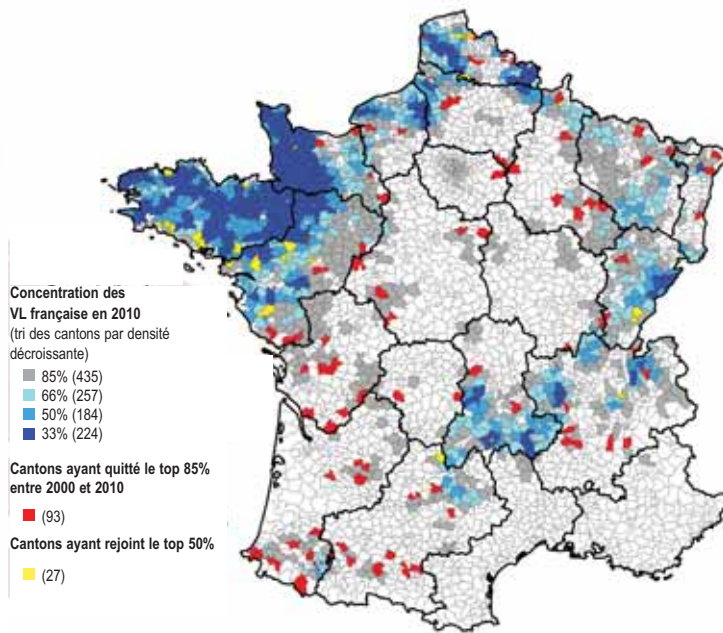 Concentration des
VL française en 2010
(tri des cantons par densité
décroissante)
85% (435)
66% (257)
50% (184)
33% (224)
Cantons ayant quitté le top 85%
entre 2000 et 2010
(93)
Cantons ayant rejoint le top 50%
(27)